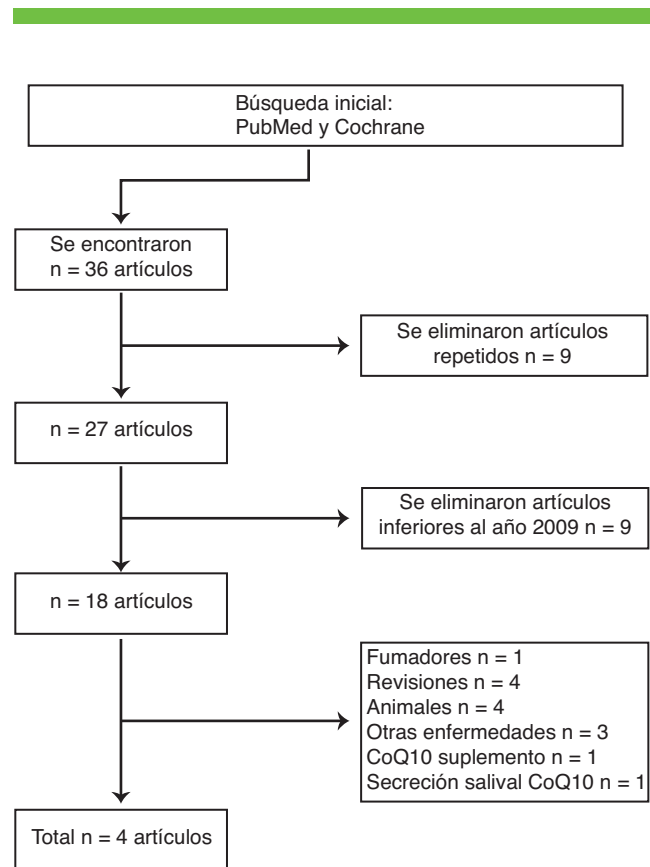 Búsqueda inicial:
PubMed y Cochrane
Se encontraron
n = 36 artículos
Se eliminaron artículos
repetidos n = 9
n = 27 artículos
Se eliminaron artículos
inferiores al año 2009 n = 9
n = 18 artículos
Fumadores n = 1
Revisiones n = 4
Animales n = 4
Otras enfermedades n = 3
CoQ10 suplemento n = 1
Secreción salival CoQ10 n = 1
Total n = 4 artículos